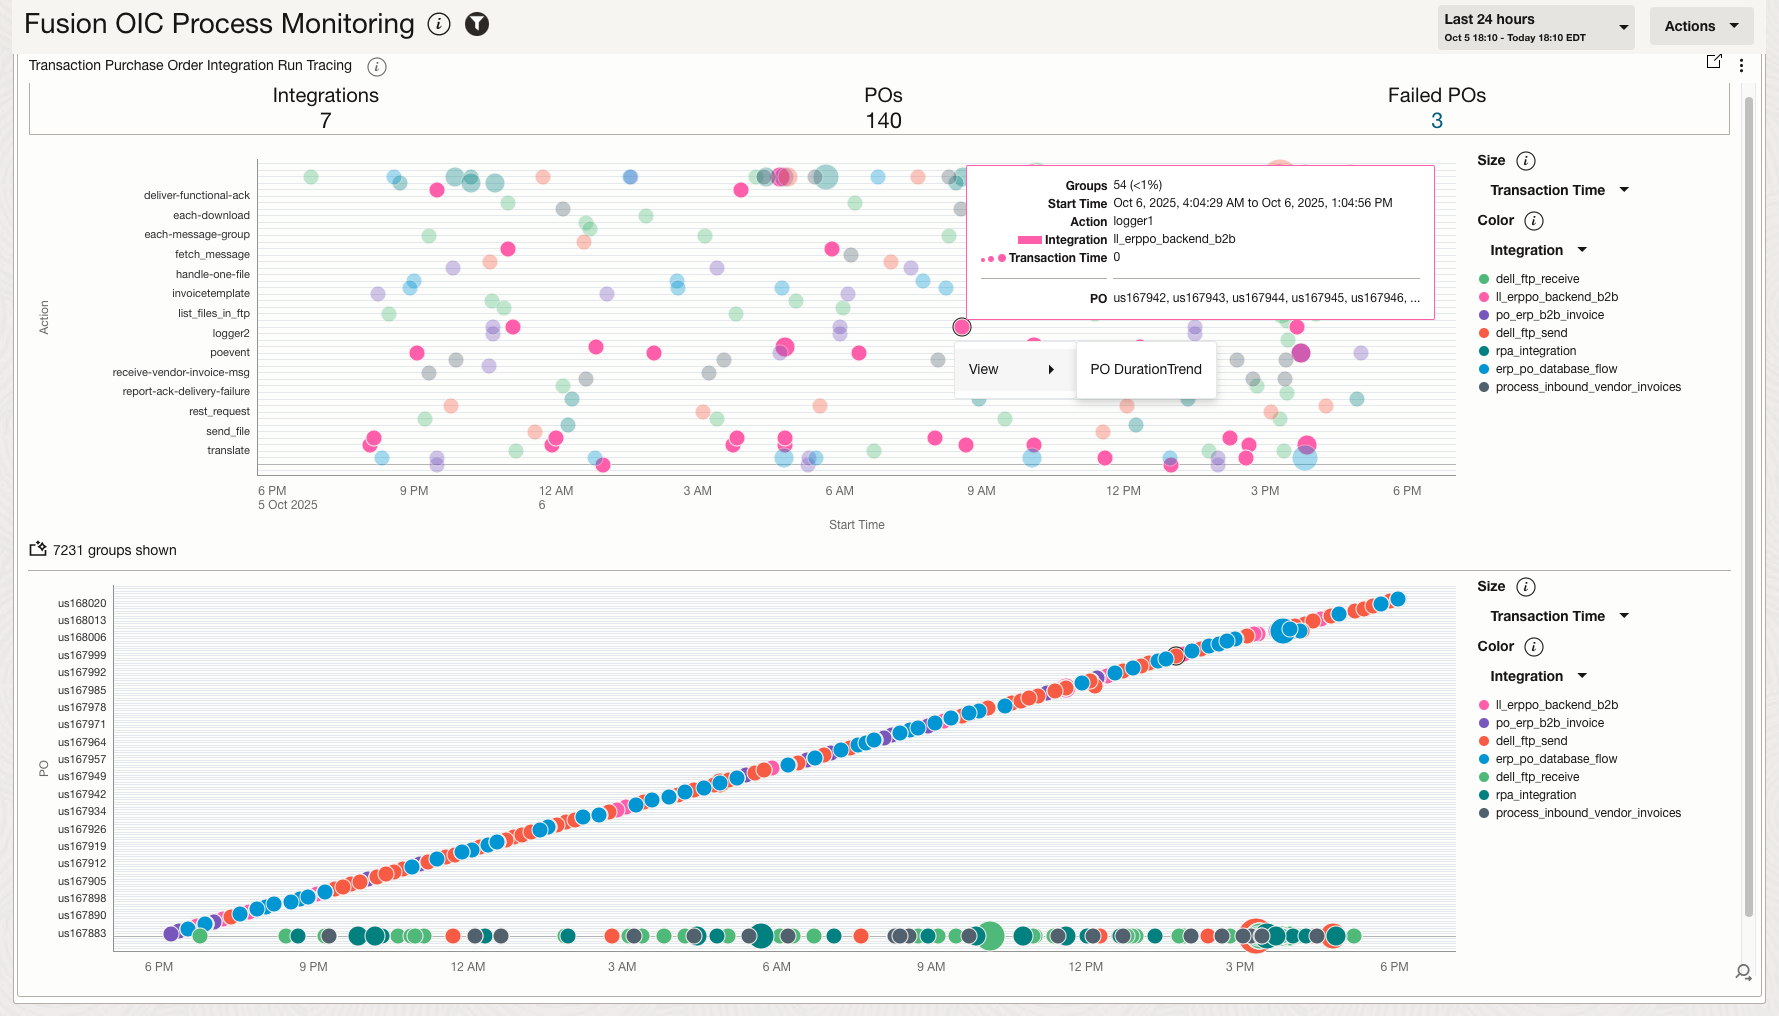 Fusion OIC Process Monitoring
Last 24 hours
Oct 5 18:10 - Today 18:10 EDT
Actions
Transaction Purchase Order Integration Run Tracing
Integrations
7
POs
140
Failed POs
3
Action
deliver-functional-ack
each-download
each-message-group
fetch_message
handle-one-file
invoicetemplate
list_files_in_ftp
logger2
poevent
receive-vendor-invoice-msg
report-ack-delivery-failure
rest_request
send_file
translate
Groups 54 (<1%)
Start Time Oct 6, 2025, 4:04:29 AM to Oct 6, 2025, 1:04:56 PM
Action logger1
Integration ll_erppo_backend_b2b
Transaction Time 0
PO us167942, us167943, us167944, us167945, us167946, ...
View
PO DurationTrend
6 PM 9 PM 12 AM 3 AM 6 AM 9 AM 12 PM 3 PM 6 PM
5 Oct 2025 6
Start Time
Size
Transaction Time
Color
Integration
dell_ftp_receive
ll_erppo_backend_b2b
po_erp_b2b_invoice
dell_ftp_send
rpa_integration
erp_po_database_flow
process_inbound_vendor_invoices
7231 groups shown
PO
us168020
us168013
us168006
us167999
us167992
us167985
us167978
us167971
us167964
us167957
us167949
us167942
us167934
us167926
us167919
us167912
us167905
us167898
us167890
us167883
6 PM 9 PM 12 AM 3 AM 6 AM 9 AM 12 PM 3 PM 6 PM
Size
Transaction Time
Color
Integration
ll_erppo_backend_b2b
po_erp_b2b_invoice
dell_ftp_send
erp_po_database_flow
dell_ftp_receive
rpa_integration
process_inbound_vendor_invoices